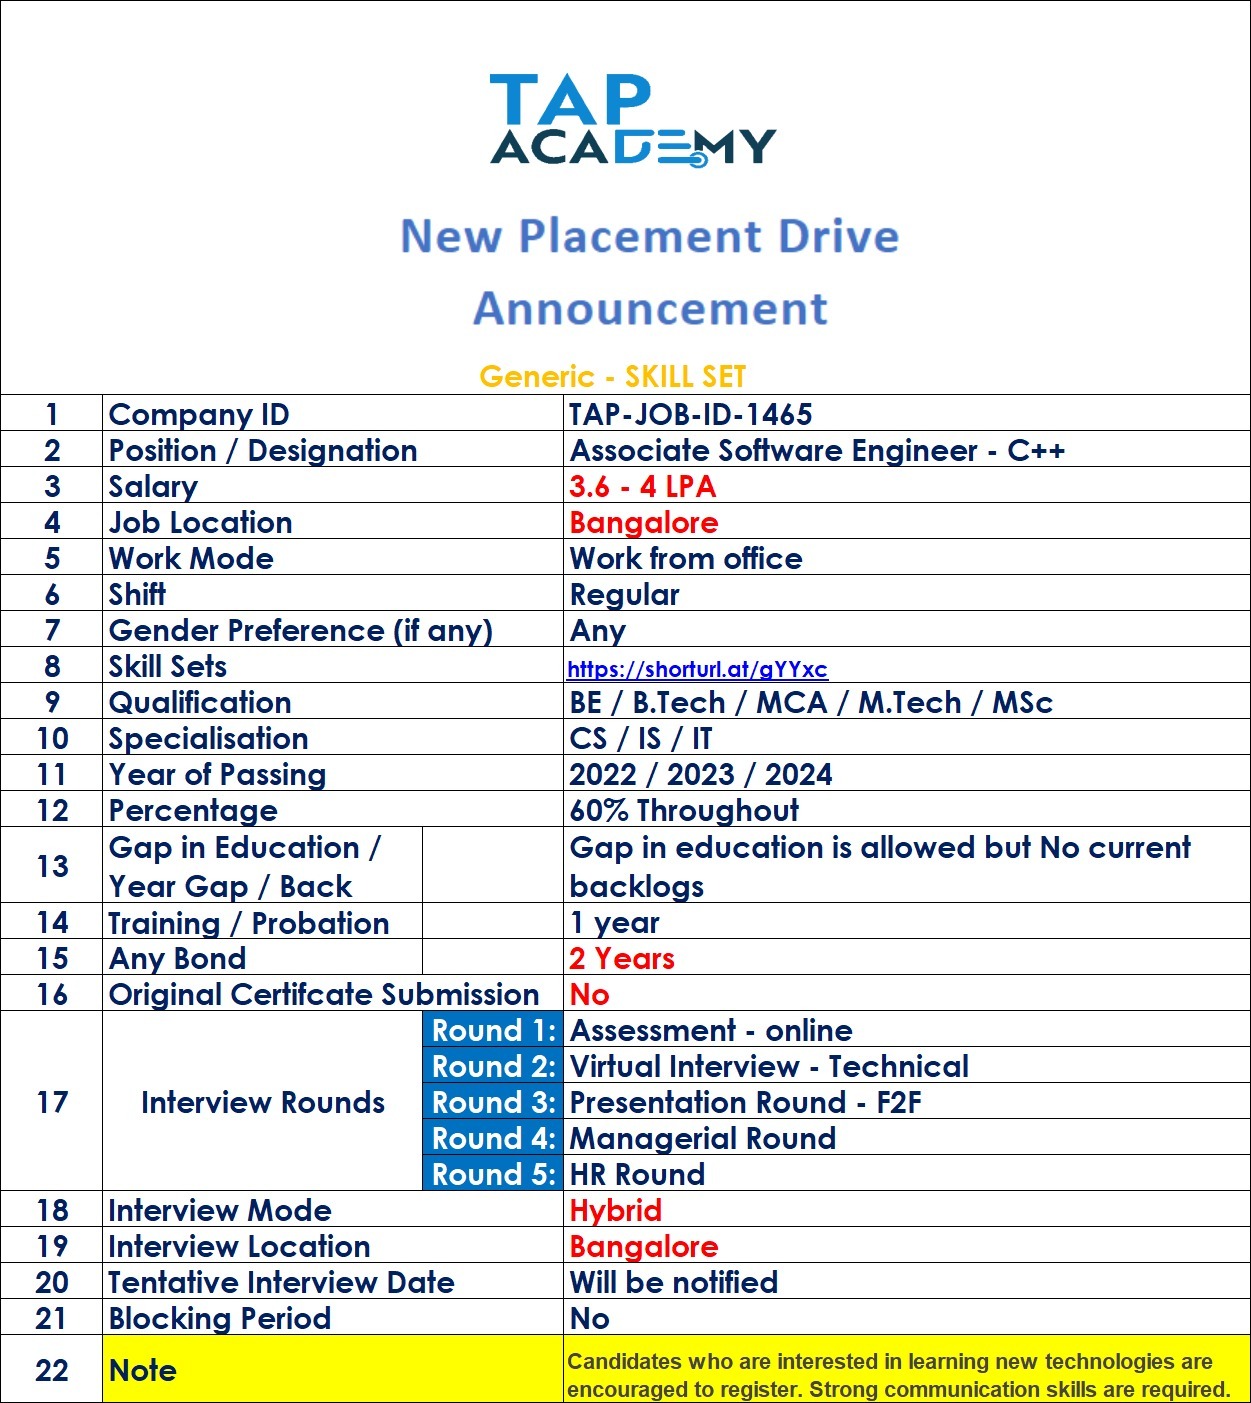 TAP
ACADEMY
New Placement Drive
Announcement
Generic - SKILL SET
1 Company ID TAP-JOB-ID-1465
2 Position / Designation Associate Software Engineer - C++
3 Salary 3.6 - 4 LPA
4 Job Location Bangalore
5 Work Mode Work from office
6 Shift Regular
7 Gender Preference (if any) Any
8 Skill Sets https://shorturl.at/gYYxc
9 Qualification BE / B.Tech / MCA / M.Tech / MSc
10 Specialisation CS / IS / IT
11 Year of Passing 2022 / 2023 / 2024
12 Percentage 60% Throughout
13 Gap in Education / Gap in education is allowed but No current
Year Gap / Back backlogs
14 Training / Probation 1 year
15 Any Bond 2 Years
16 Original Certifcate Submission No
17 Interview Rounds
Round 1: Assessment - online
Round 2: Virtual Interview - Technical
Round 3: Presentation Round - F2F
Round 4: Managerial Round
Round 5: HR Round
18 Interview Mode Hybrid
19 Interview Location Bangalore
20 Tentative Interview Date Will be notified
21 Blocking Period No
22 Note Candidates who are interested in learning new technologies are
encouraged to register. Strong communication skills are required.